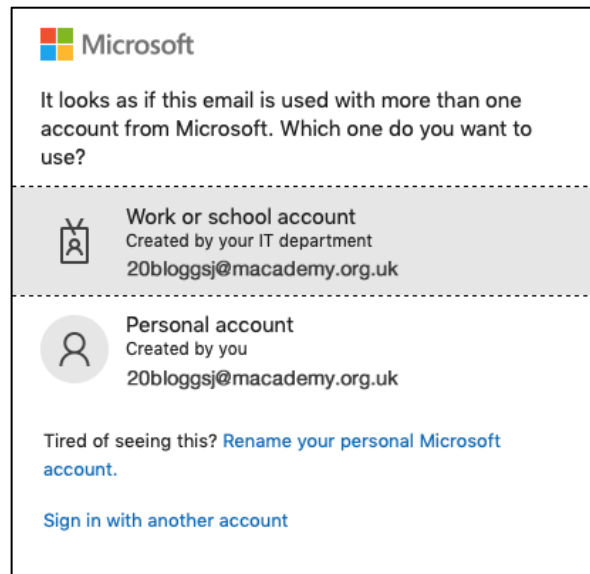 Microsoft
It looks as if this email is used with more than one
account from Microsoft. Which one do you want to
use?
Work or school account
Created by your IT department
20bloggsj@macademy.org.uk
Personal account
Created by you
20bloggsj@macademy.org.uk
Tired of seeing this? Rename your personal Microsoft
account.
Sign in with another account